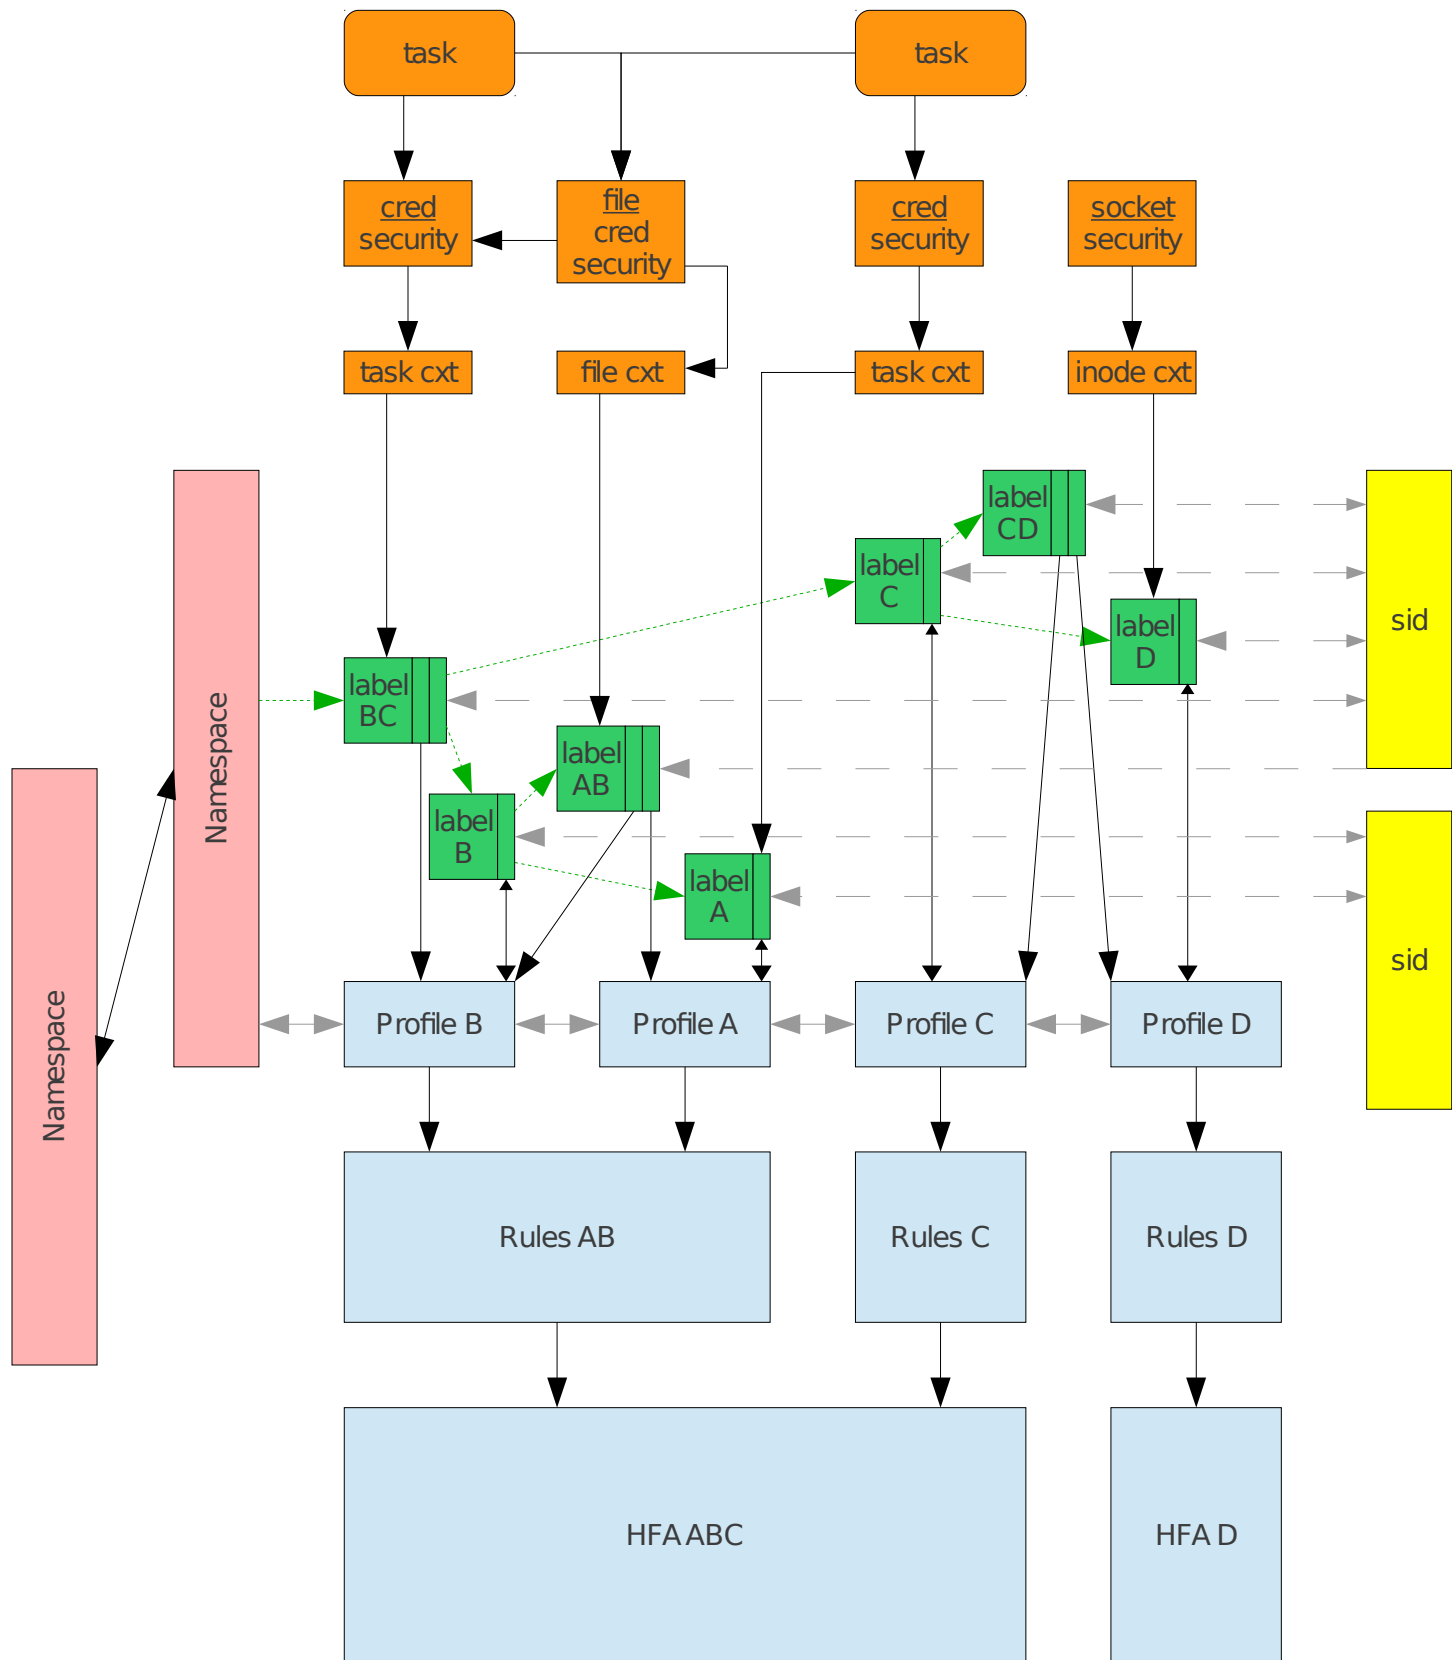 task
task
cred
security
file
cred
security
cred
security
socket
security
task cxt
file cxt
task cxt
inode cxt
label
CD
label
C
label
D
sid
label
BC
Namespace
label
AB
label
B
label
A
sid
Namespace
Profile B
Profile A
Profile C
Profile D
Rules AB
Rules C
Rules D
HFA ABC
HFA D